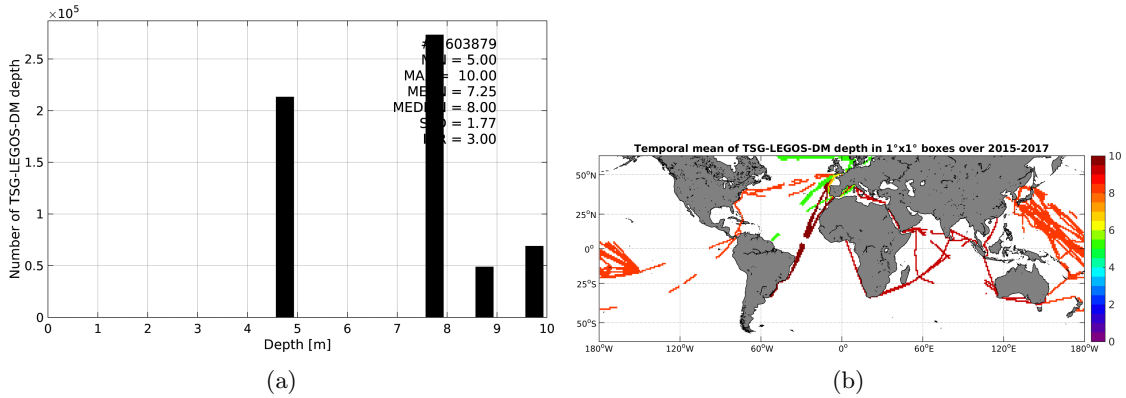 ×10⁵
Number of TSG-LEGOS-DM depth
2.5
2
1.5
1
0.5
0
603879
= 5.00
= 10.00
= 7.25
= 8.00
= 1.77
= 3.00
0 1 2 3 4 5 6 7 8 9 10
Depth [m]
(a)
Temporal mean of TSG-LEGOS-DM depth in 1°x1° boxes over 2015-2017
50°N
25°N
0°
25°S
50°S
180°W 120°W 60°W 0° 60°E 120°E 180°W
10
8
6
4
2
0
(b)